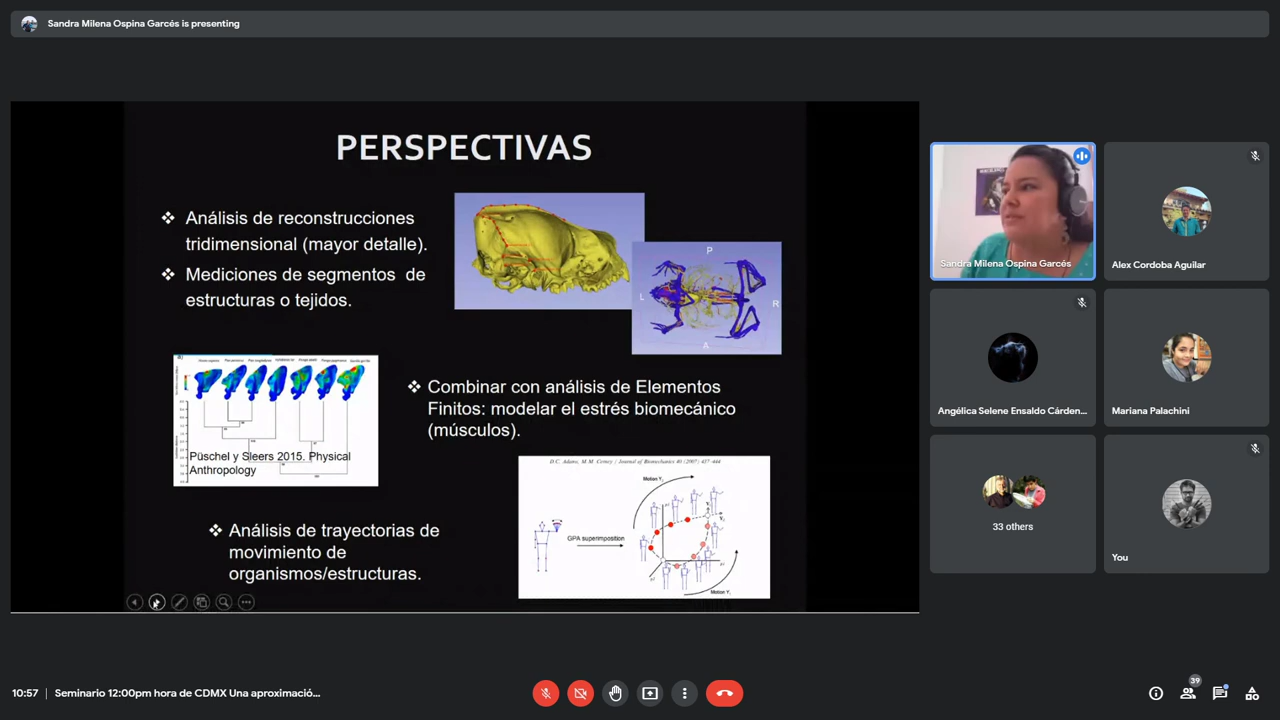 Sandra Milena Ospina Garcés is presenting
PERSPECTIVAS
❖ Análisis de reconstrucciones
tridimensional (mayor detalle).
❖ Mediciones de segmentos de
estructuras o tejidos.
P
L
R
A
Püschel y Sleers 2015. Physical
Anthropology
❖ Combinar con análisis de Elementos
Finitos: modelar el estrés biomecánico
(músculos).
D.C. Adams, M.M. Cerney / Journal of Biomechanics 40 (2007) 437–444
Motion Y₂
GPA superimposition
Motion Y₁
❖ Análisis de trayectorias de
movimiento de
organismos/estructuras.
Sandra Milena Ospina Garcés
Alex Cordoba Aguilar
Angélica Selene Ensaldo Cárden...
Mariana Palachini
33 others
You
10:57 | Seminario 12:00pm hora de CDMX Una aproximació...
39